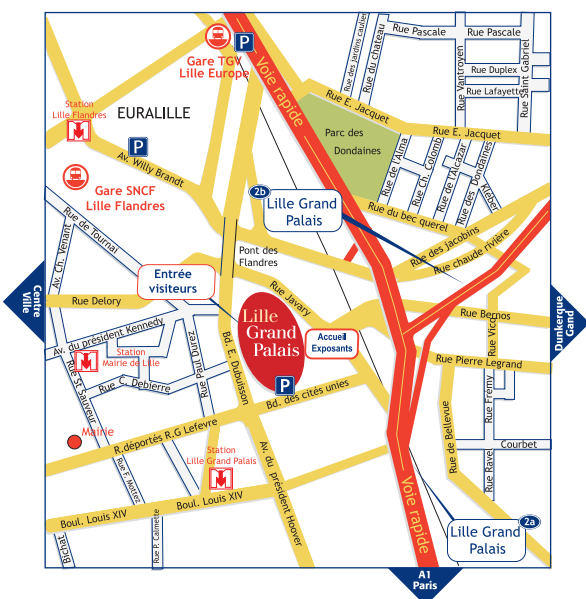 Rue Pascale
Rue Pascale
Rue des jardins caulier
Rue du chateau
Rue Vantroyen
Rue Saint Gabriel
Rue Duplex
Rue Lafayette
P
Gare TGV
Lille Europe
Voie rapide
Rue E. Jacquet
Rue E. Jacquet
Station
Lille Flandres
EURALILLE
P
Parc des
Dondaines
Rue de l'Alma
Rue Ch. Colomb
Rue de l'Alcazar
Rue des Dondaines
Kléber
Av. Willy Brandt
Gare SNCF
Lille Flandres
2b
Lille Grand
Palais
Rue du bec querel
Rue de Tournai
Av. Ch. Venant
Pont des
Flandres
Rue des jacobins
Rue chaude rivière
Entrée
visiteurs
Rue Javary
Centre
Ville
Rue Delory
Lille
Grand
Palais
Accueil
Exposants
Rue Bernos
Rue Vicq
Dunkerque
Gand
Av. du président Kennedy
Station
Mairie de Lille
Rue Paul Duez
Bd. E. Dubuisson
Rue Pierre Legrand
Rue St. Sauveur
Rue C. Debierre
P
Bd. des cités unies
Rue Frémy
Rue de Bellevue
Mairie
R.déportés R.G Lefevre
Courbet
Station
Lille Grand Palais
Av. du président Hoover
Rue F. Mottez
Rue Rave
Voie rapide
Boul. Louis XIV
Boul. Louis XIV
Rue P. Calmette
Bichat
2a
Lille Grand
Palais
A1
Paris